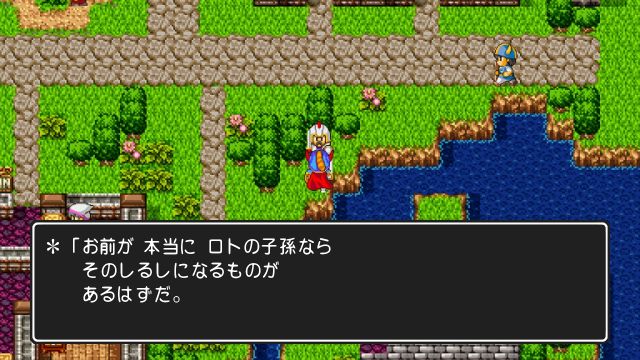 ＊「お前が 本当に ロトの子孫なら
そのしるしになるものが
あるはずだ。